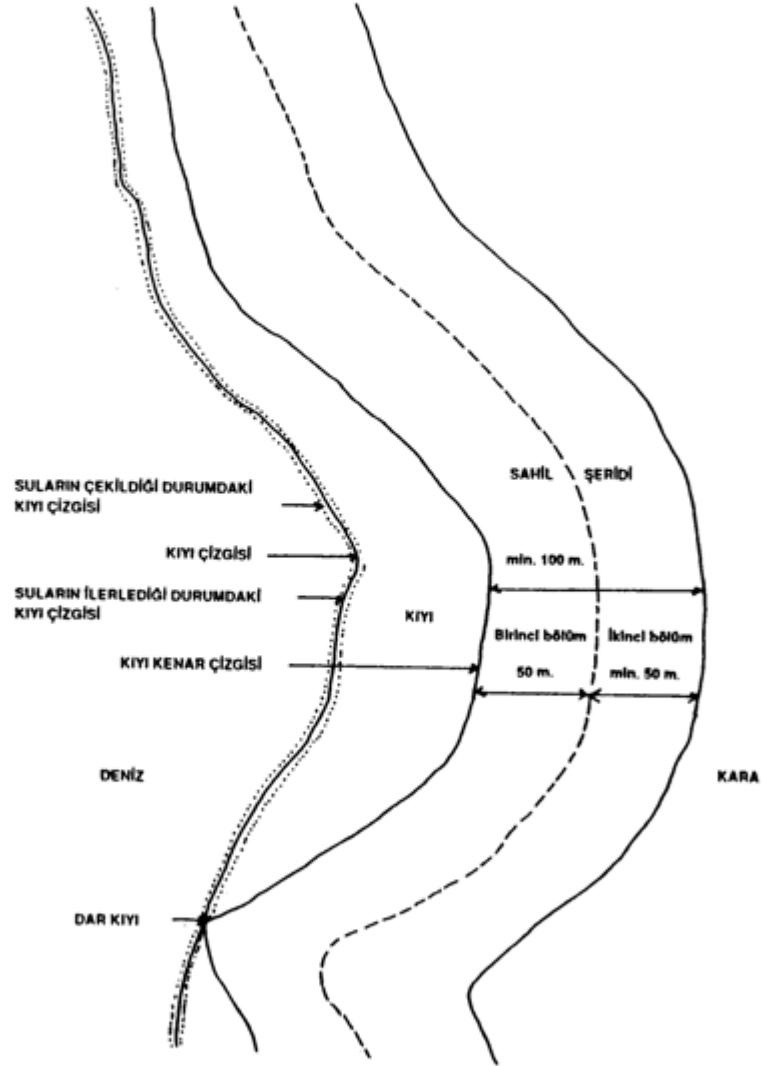 SAHİL ŞERİDİ
SULARIN ÇEKİLDİĞİ DURUMDAKİ
KIYI ÇİZGİSİ
KIYI ÇİZGİSİ
min. 100 m.
SULARIN İLERLEDİĞİ DURUMDAKİ
KIYI ÇİZGİSİ
KIYI
Birinci bölüm
İkinci bölüm
KIYI KENAR ÇİZGİSİ
50 m.
min. 50 m.
DENİZ
KARA
DAR KIYI